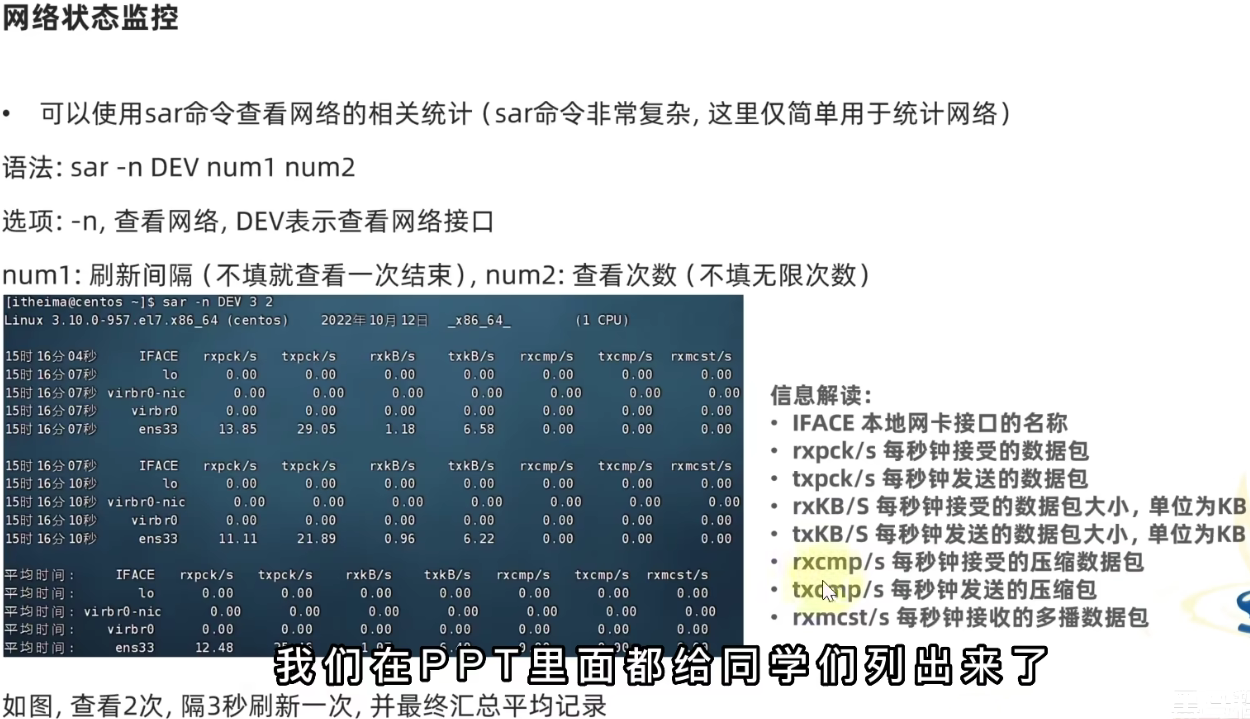 网络状态监控
• 可以使用sar命令查看网络的相关统计（sar命令非常复杂, 这里仅简单用于统计网络）
语法: sar -n DEV num1 num2
选项: -n, 查看网络, DEV表示查看网络接口
num1: 刷新间隔（不填就查看一次结束）, num2: 查看次数（不填无限次数）
[itheima@centos ~]$ sar -n DEV 3 2
Linux 3.10.0-957.el7.x86_64 (centos) 2022年10月12日 _x86_64_ (1 CPU)
15时16分04秒 IFACE rxpck/s txpck/s rxkB/s txkB/s rxcmp/s txcmp/s rxmcst/s
15时16分07秒 lo 0.00 0.00 0.00 0.00 0.00 0.00 0.00
15时16分07秒 virbr0-nic 0.00 0.00 0.00 0.00 0.00 0.00 0.00
15时16分07秒 virbr0 0.00 0.00 0.00 0.00 0.00 0.00 0.00
15时16分07秒 ens33 13.85 29.05 1.18 6.58 0.00 0.00 0.00
15时16分07秒 IFACE rxpck/s txpck/s rxkB/s txkB/s rxcmp/s txcmp/s rxmcst/s
15时16分10秒 lo 0.00 0.00 0.00 0.00 0.00 0.00 0.00
15时16分10秒 virbr0-nic 0.00 0.00 0.00 0.00 0.00 0.00 0.00
15时16分10秒 virbr0 0.00 0.00 0.00 0.00 0.00 0.00 0.00
15时16分10秒 ens33 11.11 21.89 0.96 6.22 0.00 0.00 0.00
平均时间: IFACE rxpck/s txpck/s rxkB/s txkB/s rxcmp/s txcmp/s rxmcst/s
平均时间: lo 0.00 0.00 0.00 0.00 0.00 0.00 0.00
平均时间: virbr0-nic 0.00 0.00 0.00 0.00 0.00 0.00 0.00
平均时间: virbr0 0.00 0.00 0.00 0.00 0.00 0.00 0.00
平均时间: ens33 12.48
信息解读:
• IFACE 本地网卡接口的名称
• rxpck/s 每秒钟接受的数据包
• txpck/s 每秒钟发送的数据包
• rxKB/S 每秒钟接受的数据包大小, 单位为KB
• txKB/S 每秒钟发送的数据包大小, 单位为KB
• rxcmp/s 每秒钟接受的压缩数据包
• txcmp/s 每秒钟发送的压缩包
• rxmcst/s 每秒钟接收的多播数据包
我们在PPT里面都给同学们列出来了
如图, 查看2次, 隔3秒刷新一次, 并最终汇总平均记录